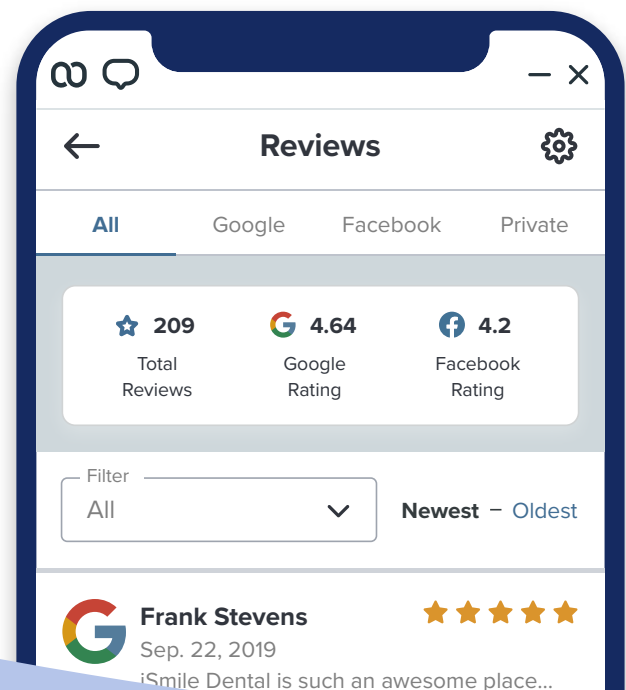 Reviews
All Google Facebook Private
209 4.64 4.2
Total Google Facebook
Reviews Rating Rating
Filter
All
Newest – Oldest
Frank Stevens
Sep. 22, 2019
iSmile Dental is such an awesome place...